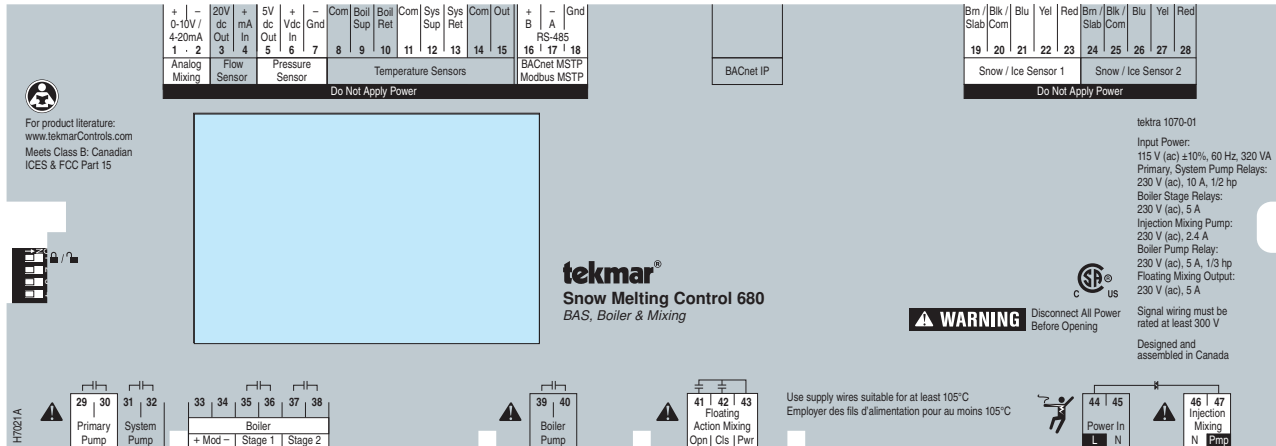 + – 20V + 5V + – Com Boil Boil Com Sys Sys Com Out + – Gnd
0-10V / dc mA dc Vdc Gnd Sup Ret Sup Ret B A
4-20mA Out In Out In RS-485
1 · 2 3 4 5 6 7 8 9 10 11 12 13 14 15 16 17 18
Analog Mixing
Flow Sensor
Pressure Sensor
Temperature Sensors
BACnet MSTP
Modbus MSTP
Do Not Apply Power
BACnet IP
Brn / Slab Blk / Com Blu Yel Red Brn / Slab Blk / Com Blu Yel Red
19 20 21 22 23 24 25 26 27 28
Snow / Ice Sensor 1 Snow / Ice Sensor 2
Do Not Apply Power
For product literature:
www.tekmarControls.com
Meets Class B: Canadian
ICES & FCC Part 15
tektra 1070-01
Input Power:
115 V (ac) ±10%, 60 Hz, 320 VA
Primary, System Pump Relays:
230 V (ac), 10 A, 1/2 hp
Boiler Stage Relays:
230 V (ac), 5 A
Injection Mixing Pump:
230 V (ac), 2.4 A
Boiler Pump Relay:
230 V (ac), 5 A, 1/3 hp
Floating Mixing Output:
230 V (ac), 5 A
Signal wiring must be
rated at least 300 V
Designed and
assembled in Canada
/
tekmar®
Snow Melting Control 680
BAS, Boiler & Mixing
C SA ® US
WARNING
Disconnect All Power
Before Opening
H7021A
29 30
Primary
Pump
31 32
System
Pump
33 34 35 36 37 38
Boiler
+ Mod – Stage 1 Stage 2
39 40
Boiler
Pump
41 42 43
Floating
Action Mixing
Opn Cls Pwr
Use supply wires suitable for at least 105°C
Employer des fils d'alimentation pour au moins 105°C
44 45
Power In
L N
46 47
Injection
Mixing
N Pmp